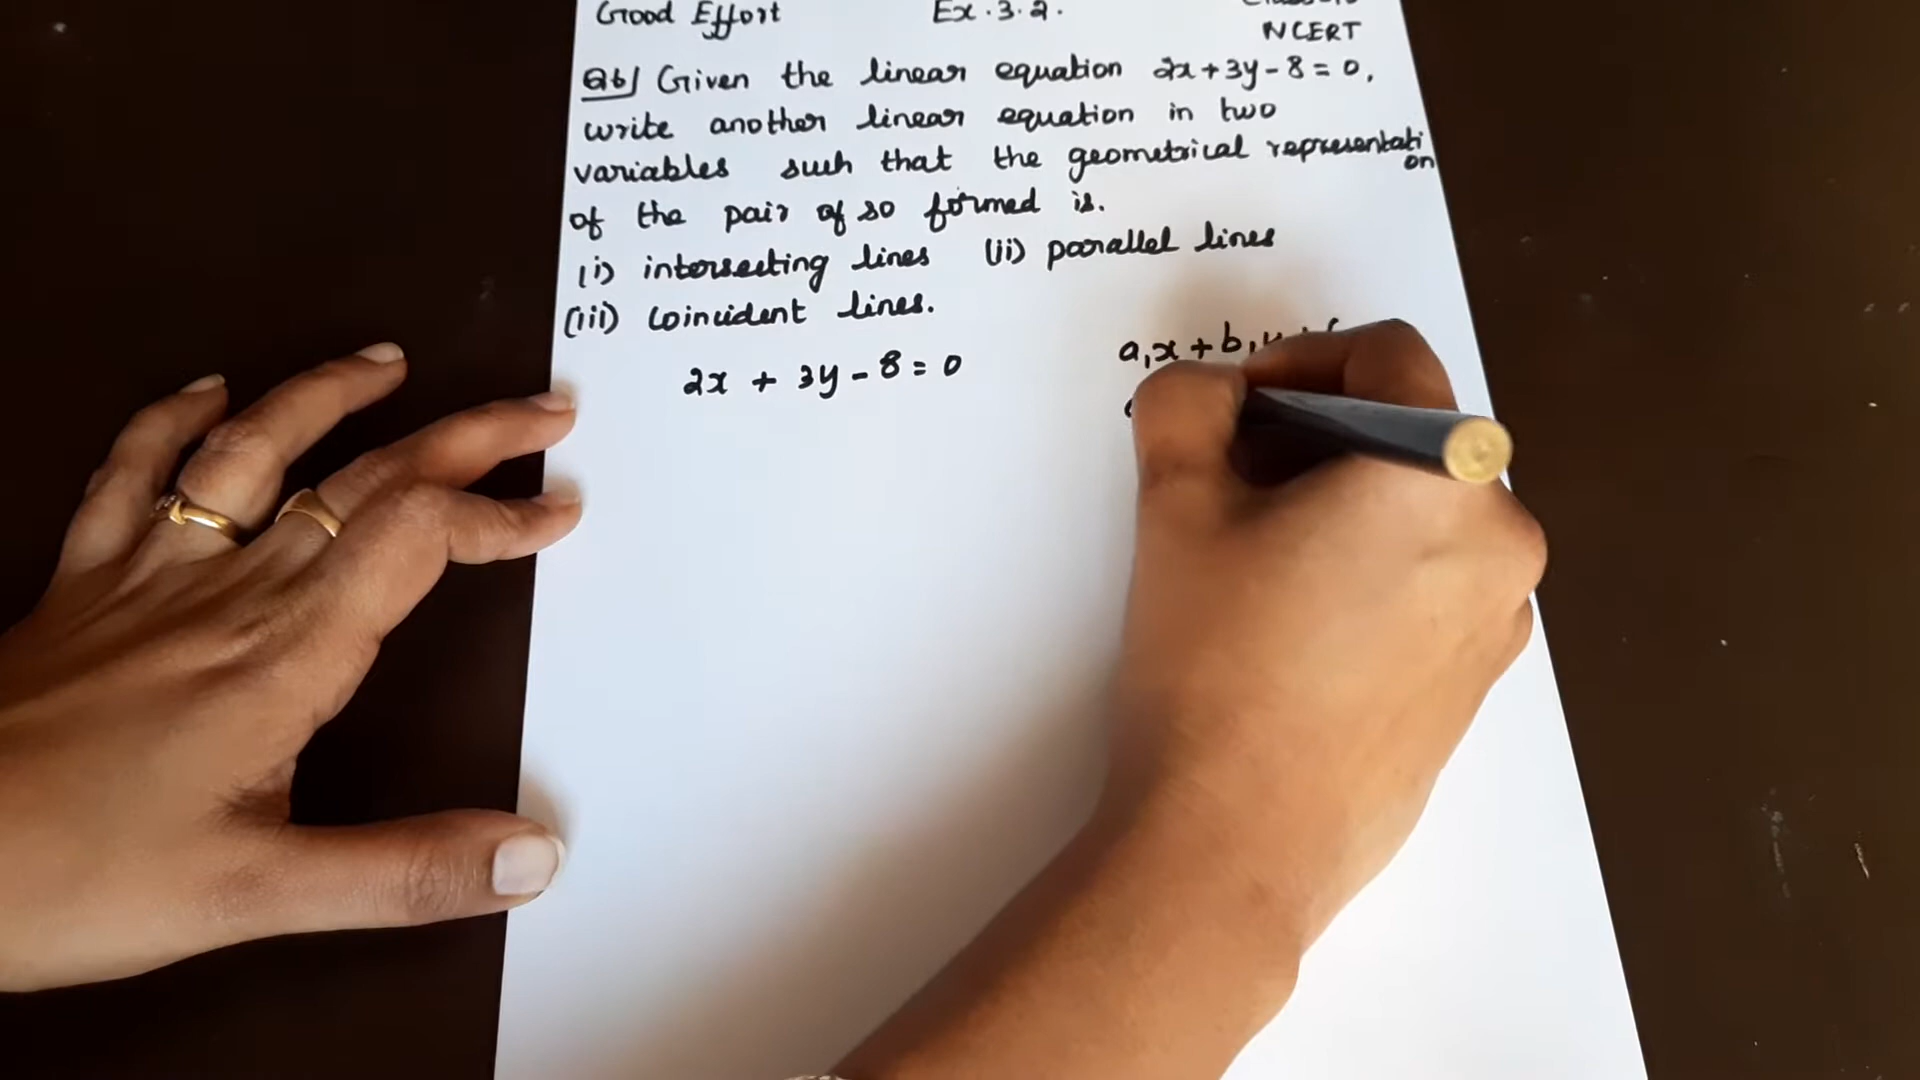 Good Effort Ex.3.2.
NCERT
Q6/ Given the linear equation 2x+3y-8=0,
write another linear equation in two
variables such that the geometrical representation
of the pair of so formed is.
(i) intersecting lines (ii) parallel lines
(iii) Coincident lines.
2x + 3y - 8 = 0
a₁x + b₁y +